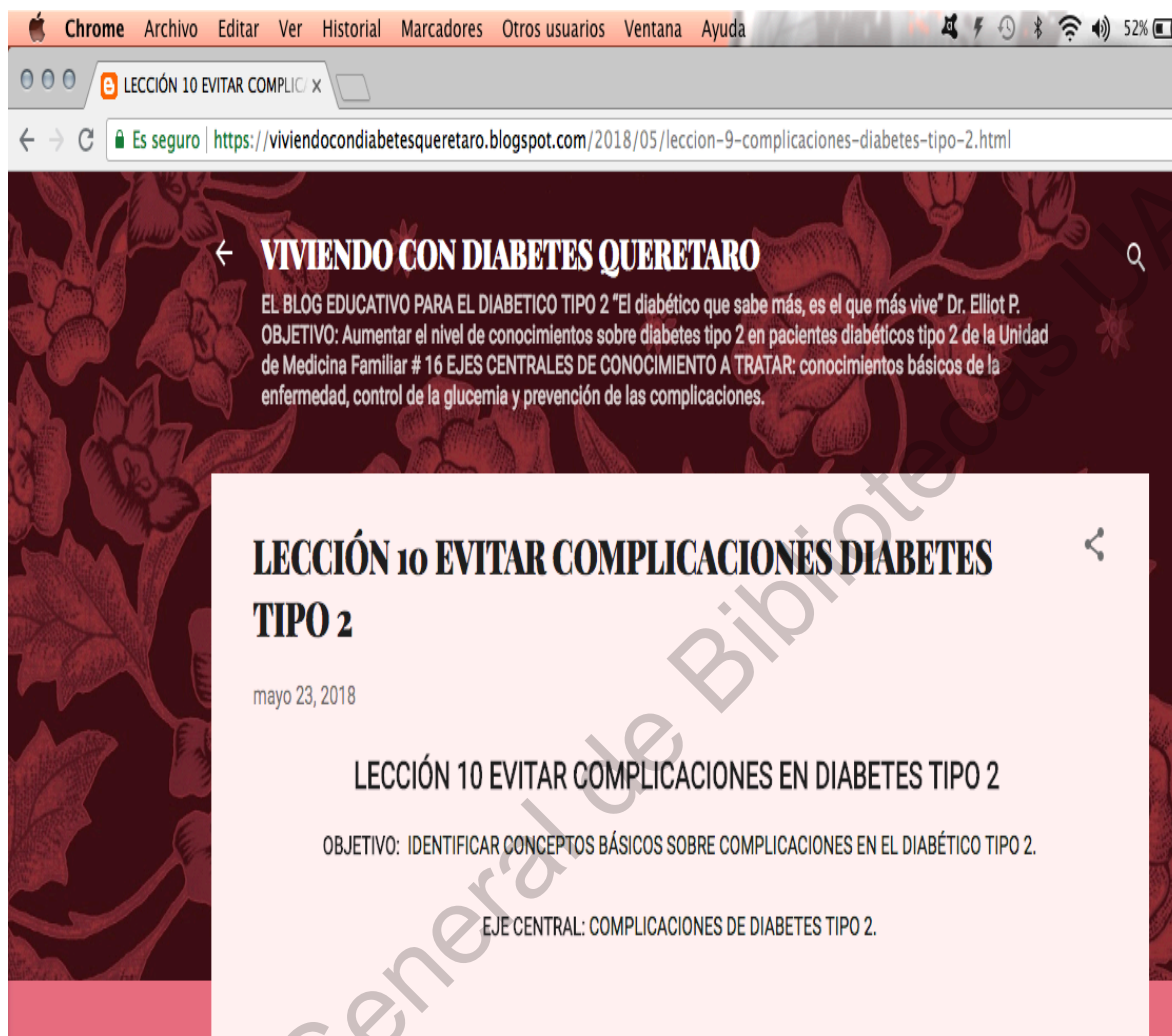 Chrome Archivo Editar Ver Historial Marcadores Otros usuarios Ventana Ayuda 52%
LECCIÓN 10 EVITAR COMPLIC
Es seguro https://viviendocondiabetesqueretaro.blogspot.com/2018/05/leccion-9-complicaciones-diabetes-tipo-2.html
VIVIENDO CON DIABETES QUERETARO
EL BLOG EDUCATIVO PARA EL DIABETICO TIPO 2 "El diabético que sabe más, es el que más vive" Dr. Elliot P.
OBJETIVO: Aumentar el nivel de conocimientos sobre diabetes tipo 2 en pacientes diabéticos tipo 2 de la Unidad
de Medicina Familiar # 16 EJES CENTRALES DE CONOCIMIENTO A TRATAR: conocimientos básicos de la
enfermedad, control de la glucemia y prevención de las complicaciones.
LECCIÓN 10 EVITAR COMPLICACIONES DIABETES
TIPO 2
mayo 23, 2018
LECCIÓN 10 EVITAR COMPLICACIONES EN DIABETES TIPO 2
OBJETIVO: IDENTIFICAR CONCEPTOS BÁSICOS SOBRE COMPLICACIONES EN EL DIABÉTICO TIPO 2.
EJE CENTRAL: COMPLICACIONES DE DIABETES TIPO 2.
General de Bibliotecas UA